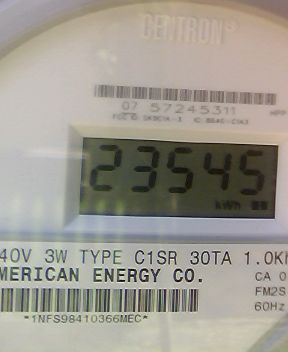 CENTRON®
07 57245311
23545
kWh
40V 3W TYPE C1SR 30TA 1.0K
MERICAN ENERGY CO.
CA 0
FM2S
60Hz
*1NFS98410366MEC*